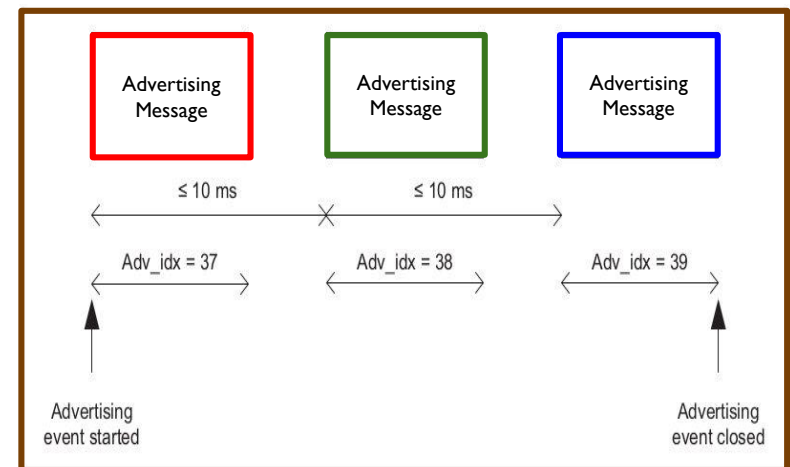 Advertising
Message
Advertising
Message
Advertising
Message
≤ 10 ms
≤ 10 ms
Adv_idx = 37
Adv_idx = 38
Adv_idx = 39
Advertising
event started
Advertising
event closed